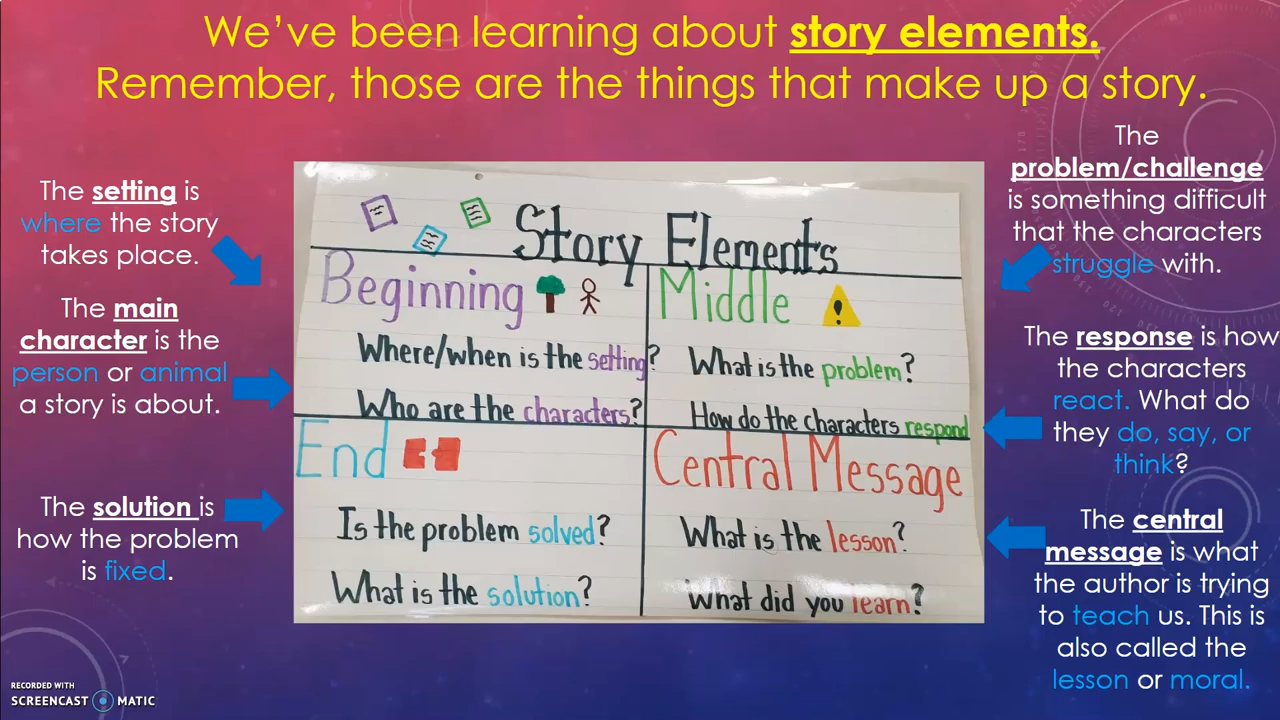 We've been learning about story elements.
Remember, those are the things that make up a story.
The setting is
where the story
takes place.
The main
character is the
person or animal
a story is about.
The solution is
how the problem
is fixed.
Story Elements
Beginning
Where/when is the setting?
Who are the characters?
Middle
What is the problem?
How do the characters respond
End
Is the problem solved?
What is the solution?
Central Message
What is the lesson?
What did you learn?
The
problem/challenge
is something difficult
that the characters
struggle with.
The response is how
the characters
react. What do
they do, say, or
think?
The central
message is what
the author is trying
to teach us. This is
also called the
lesson or moral.
RECORDED WITH
SCREENCAST MATIC